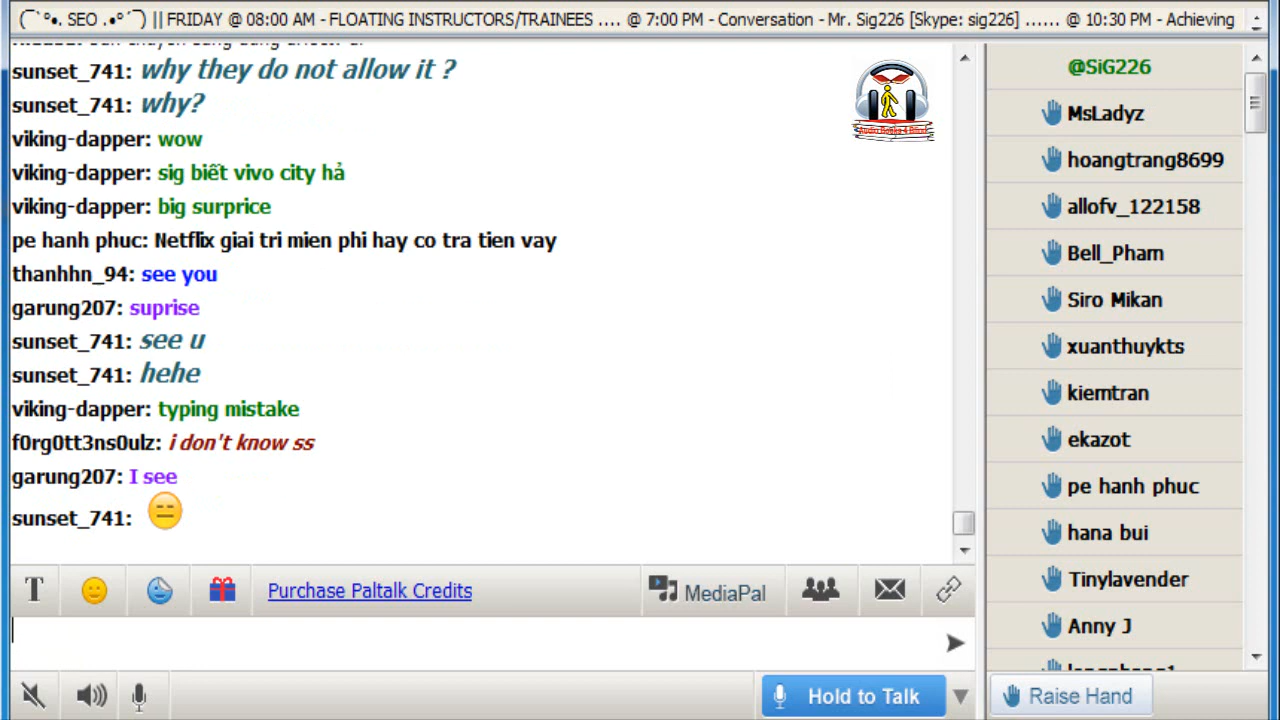 (¯`°•. SEO .•°´¯) || FRIDAY @ 08:00 AM - FLOATING INSTRUCTORS/TRAINEES .... @ 7:00 PM - Conversation - Mr. Sig226 [Skype: sig226] ...... @ 10:30 PM - Achieving
sunset_741: why they do not allow it ?
sunset_741: why?
viking-dapper: wow
viking-dapper: sig biết vivo city hả
viking-dapper: big surprice
pe hanh phuc: Netflix giai tri mien phi hay co tra tien vay
thanhhn_94: see you
garung207: suprise
sunset_741: see u
sunset_741: hehe
viking-dapper: typing mistake
f0rg0tt3ns0ulz: i don't know ss
garung207: I see
sunset_741:
Audio Books 4 Blind
@SiG226
MsLadyz
hoangtrang8699
allofv_122158
Bell_Pham
Siro Mikan
xuanthuykts
kiemtran
ekazot
pe hanh phuc
hana bui
Tinylavender
Anny J
T
Purchase Paltalk Credits
MediaPal
Hold to Talk
Raise Hand